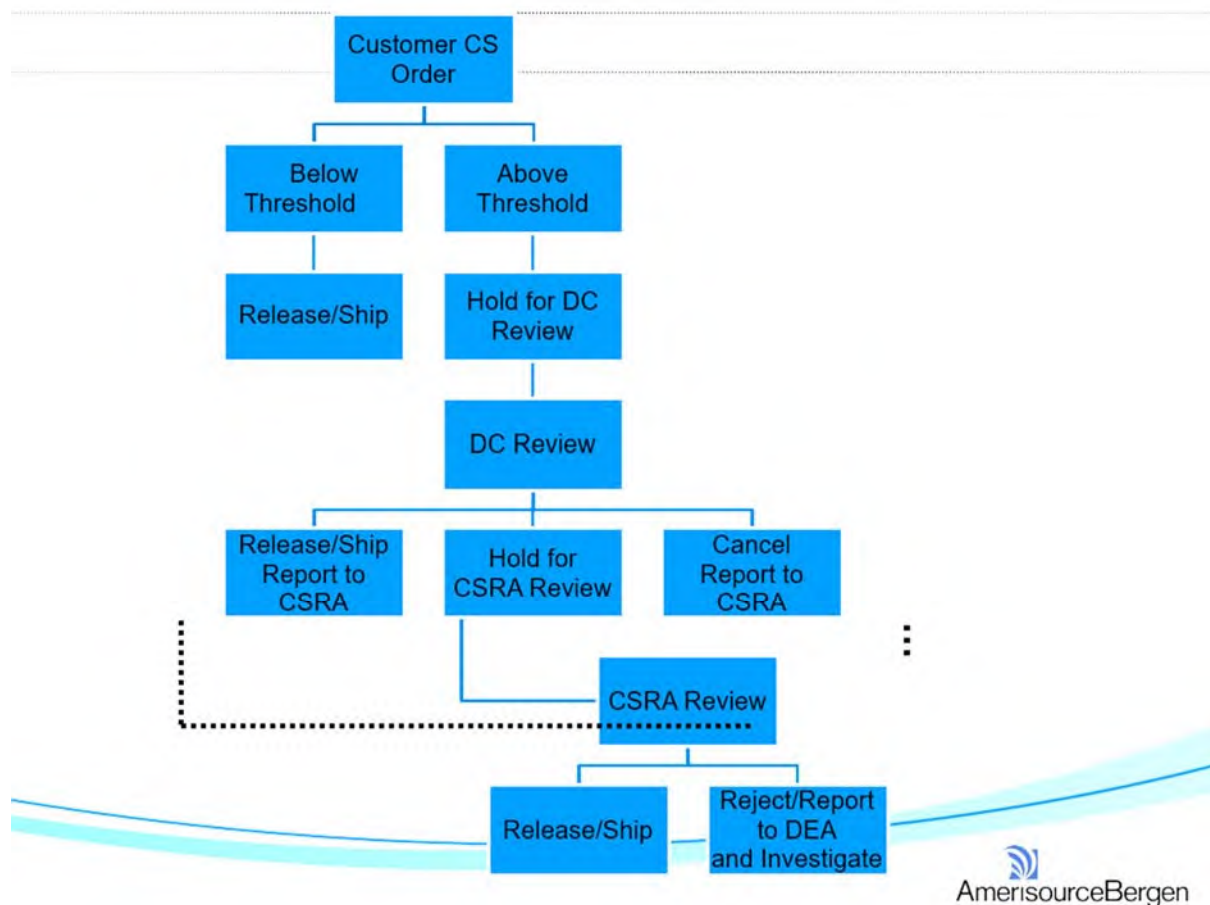 Customer CS
Order
Below
Threshold
Above
Threshold
Release/Ship
Hold for DC
Review
DC Review
Release/Ship
Report to
CSRA
Hold for
CSRA Review
Cancel
Report to
CSRA
CSRA Review
Release/Ship
Reject/Report
to DEA
and Investigate
AmerisourceBergen